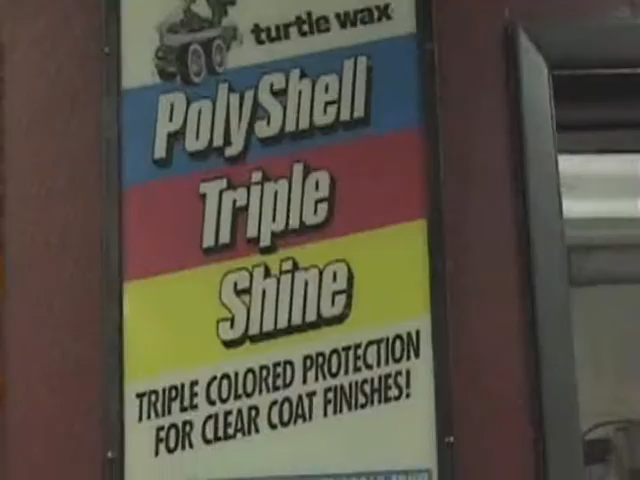 turtle wax
PolyShell
Triple
Shine
TRIPLE COLORED PROTECTION
FOR CLEAR COAT FINISHES!